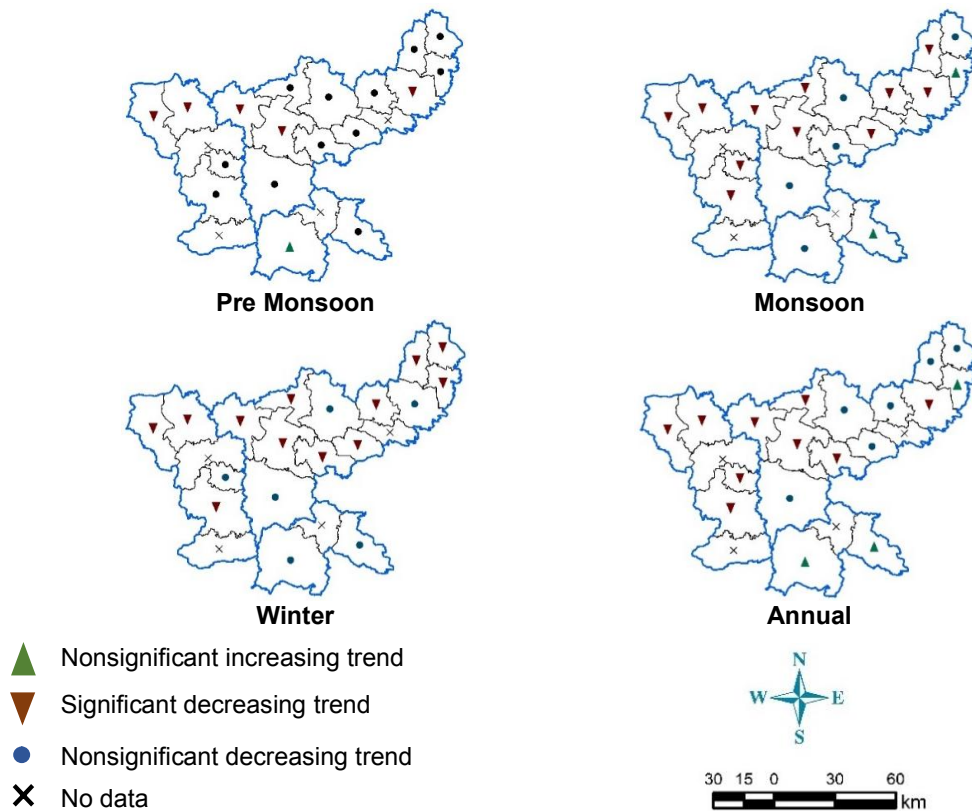 Pre Monsoon
Monsoon
Winter
Annual
Nonsignificant increasing trend
Significant decreasing trend
Nonsignificant decreasing trend
No data
N
W E
S
30 15 0 30 60
km